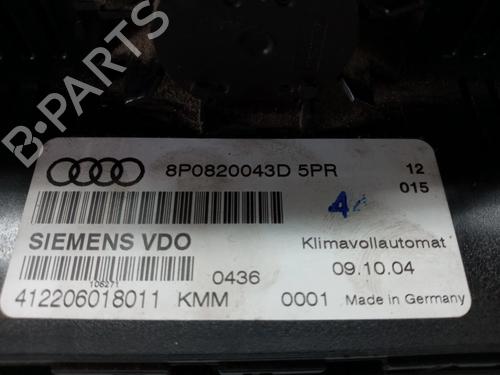 B-PARTS
8P0820043D 5PR 12
015
4
SIEMENS VDO Klimavollautomat
106271 0436 09.10.04
412206018011 KMM 0001 Made in Germany